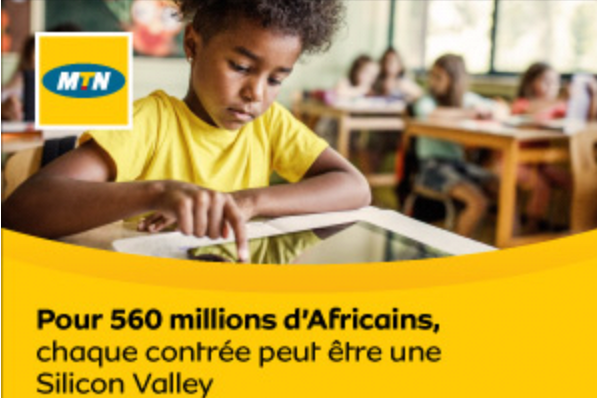 MTN
Pour 560 millions d'Africains,
chaque contrée peut être une
Silicon Valley